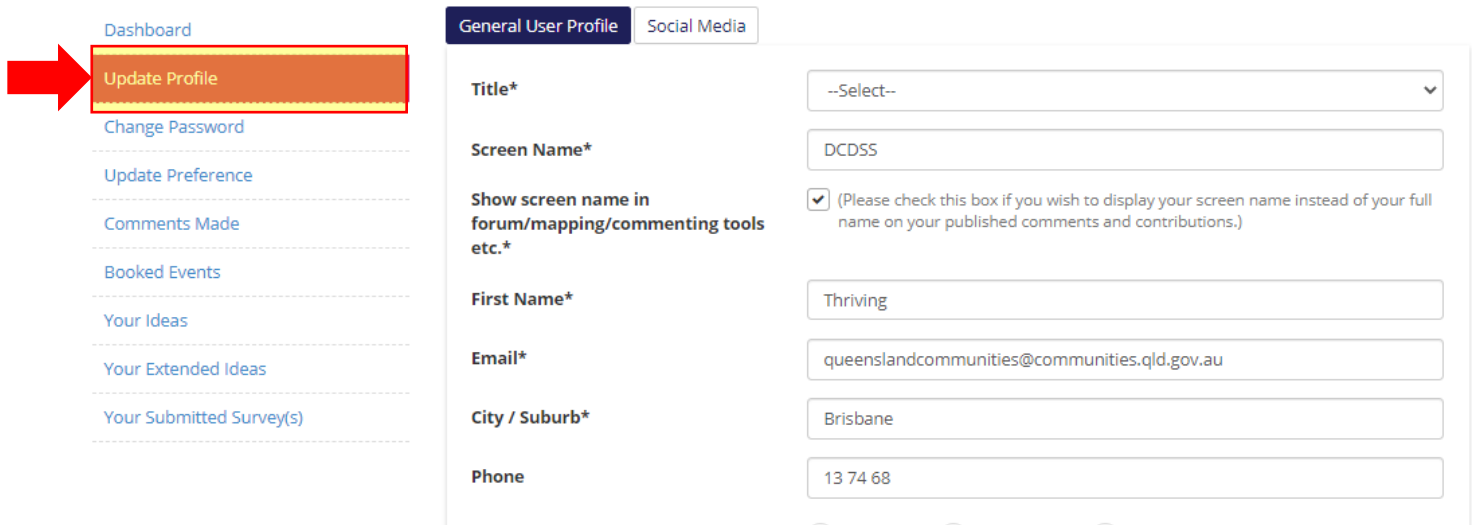 Dashboard
Update Profile
Change Password
Update Preference
Comments Made
Booked Events
Your Ideas
Your Extended Ideas
Your Submitted Survey(s)
General User Profile
Social Media
Title*
--Select--
Screen Name*
DCDSS
Show screen name in
forum/mapping/commenting tools
etc.*
(Please check this box if you wish to display your screen name instead of your full
name on your published comments and contributions.)
First Name*
Thriving
Email*
queenslandcommunities@communities.qld.gov.au
City / Suburb*
Brisbane
Phone
13 74 68